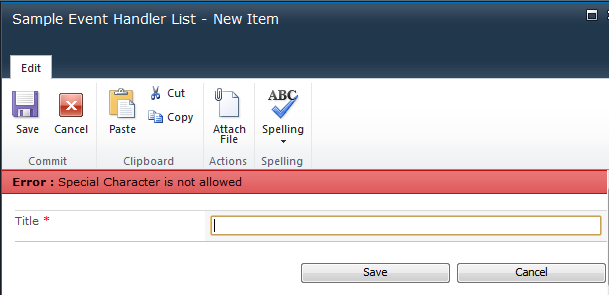 Sample Event Handler List - New Item
Edit
Save
Cancel
Paste
Cut
Copy
Attach
File
ABC
Spelling
Commit
Clipboard
Actions
Spelling
Error : Special Character is not allowed
Title *
Save
Cancel